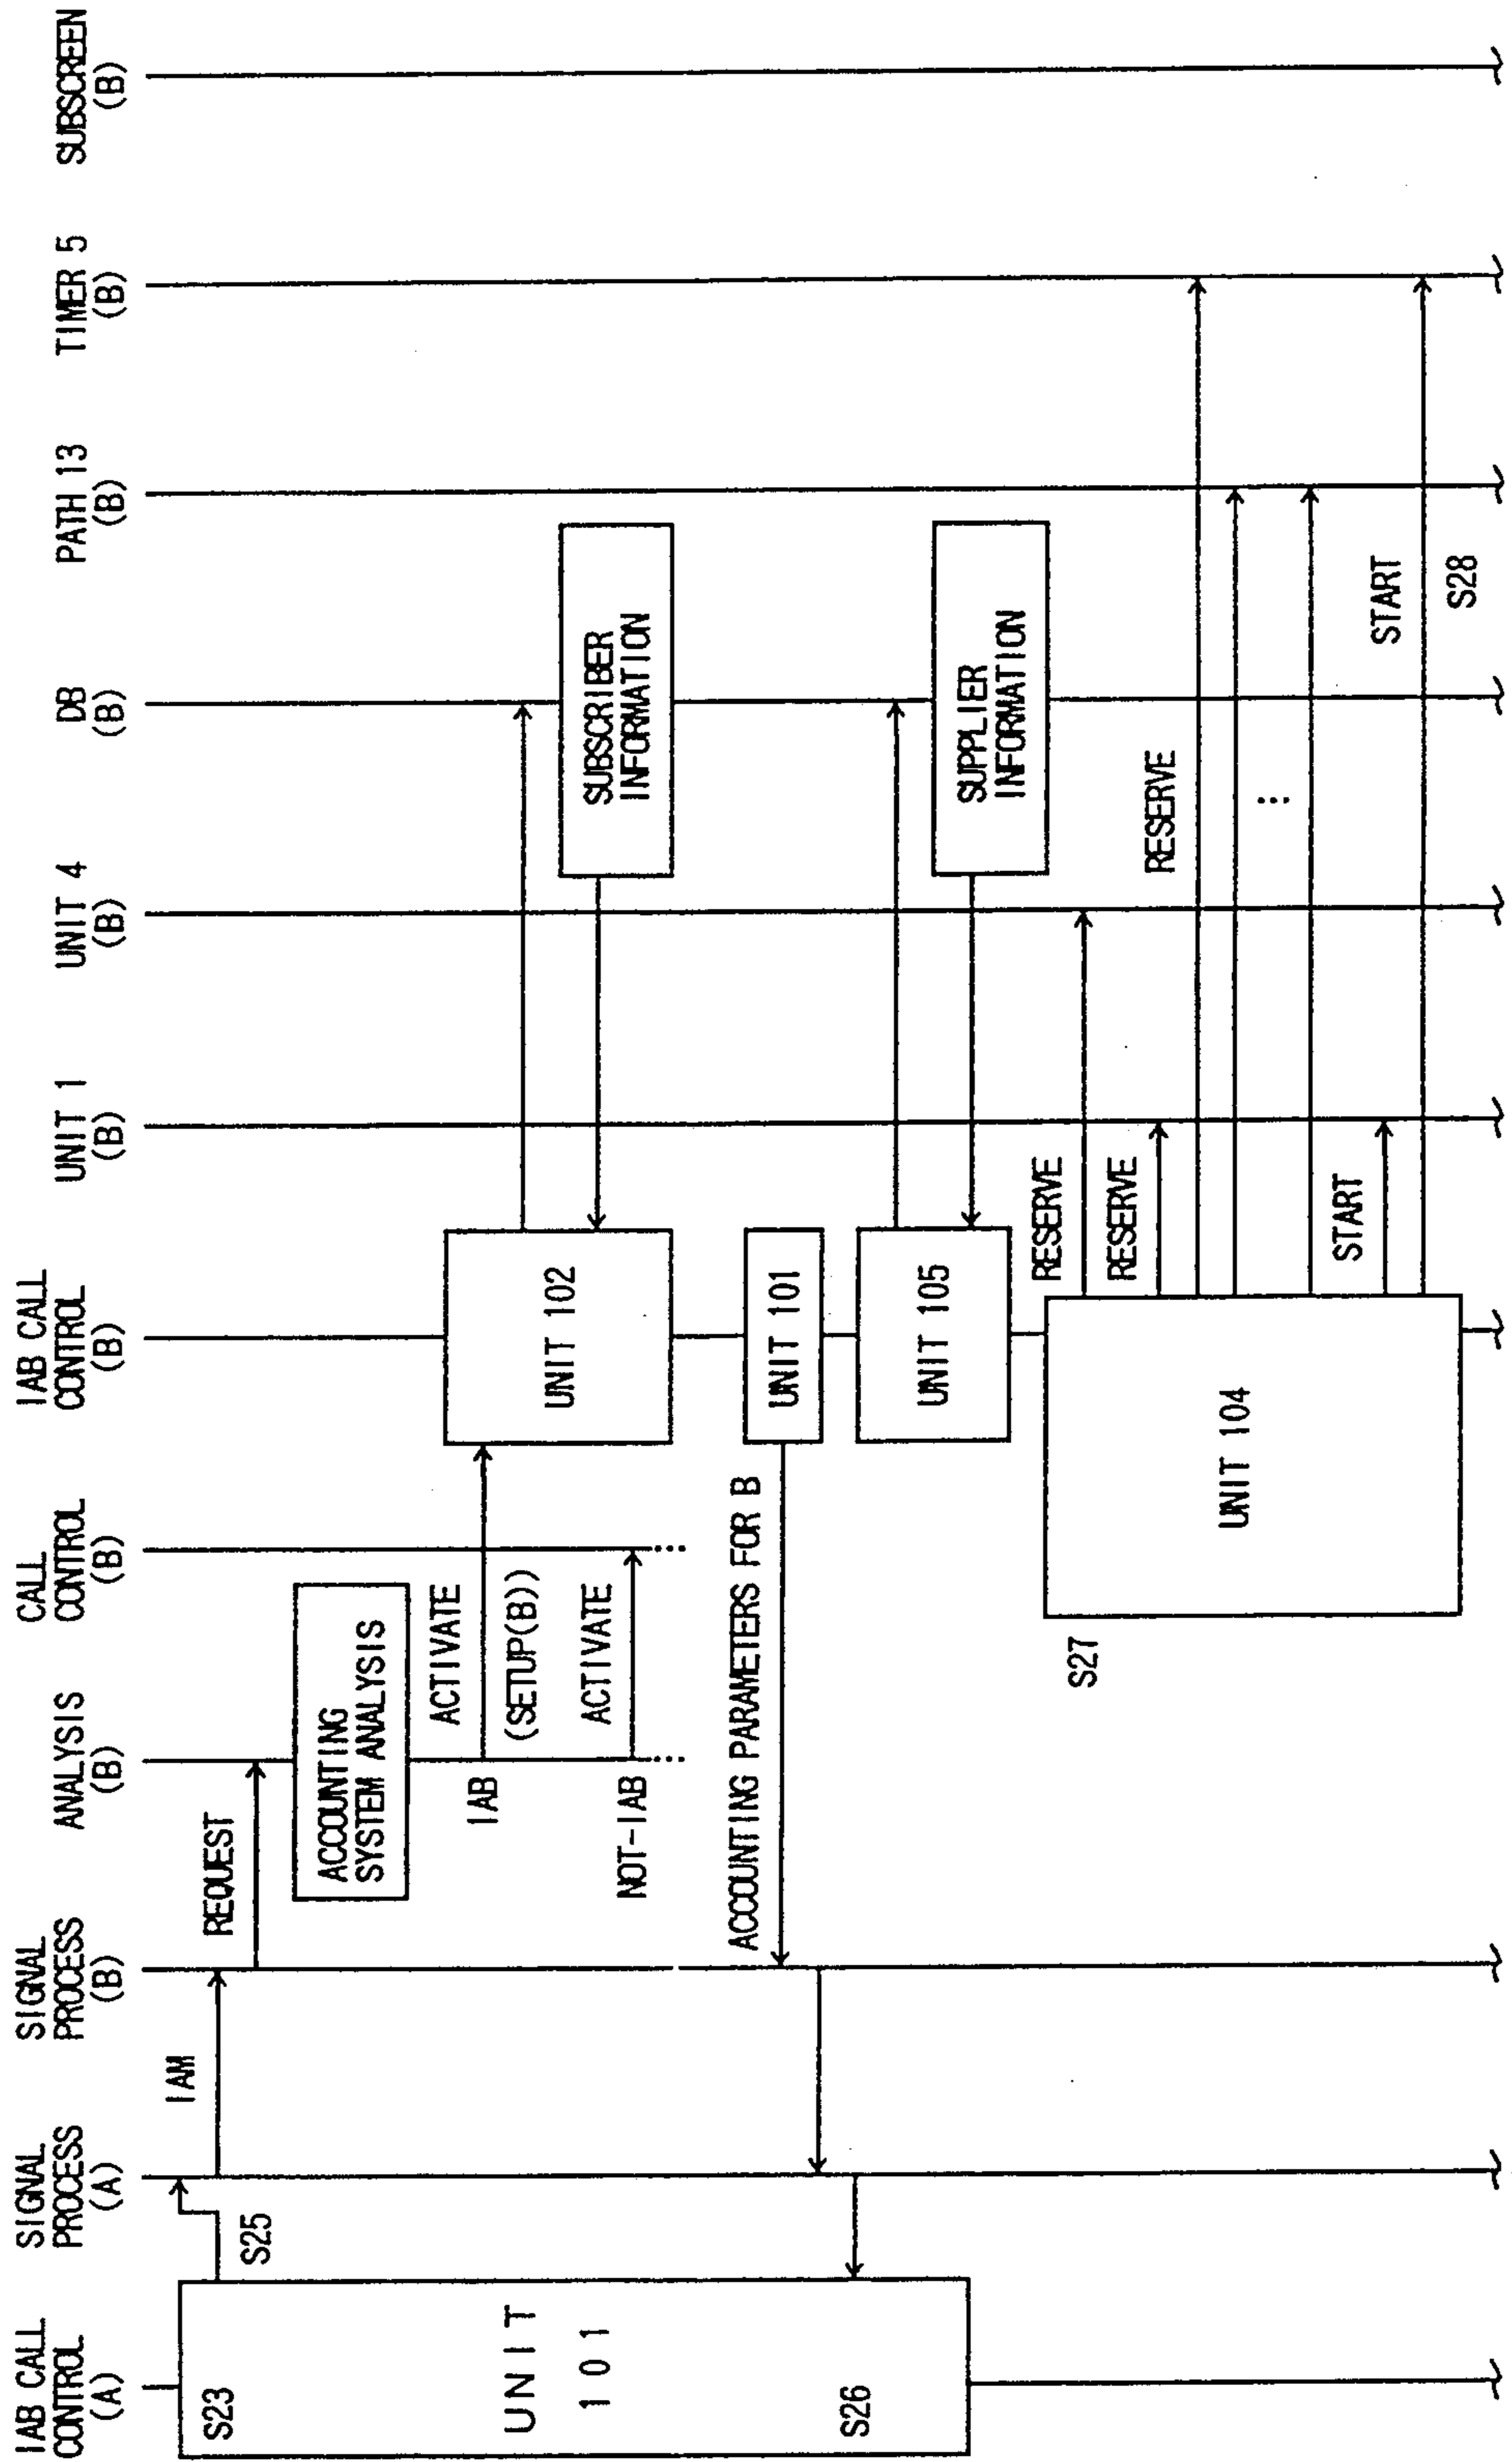 IAB CALL
CONTROL
(A)
SIGNAL
PROCESS
(A)
SIGNAL
PROCESS
(B)
ANALYSIS
(B)
CALL
CONTROL
(B)
IAB CALL
CONTROL
(B)
UNIT 1
(B)
UNIT 4
(B)
DB
(B)
PATH 13
(B)
TIMER 5
(B)
SUBSCREEN
(B)
S23
UNIT
101
S26
S25
IAM
REQUEST
ACCOUNTING
SYSTEM ANALYSIS
IAB
ACTIVATE
(SETUP(B))
NOT-IAB
ACTIVATE
UNIT 102
SUBSCRIBER
INFORMATION
UNIT 101
ACCOUNTING PARAMETERS FOR B
UNIT 105
SUPPLIER
INFORMATION
S27
UNIT 104
RESERVE
RESERVE
RESERVE
...
START
START
S28